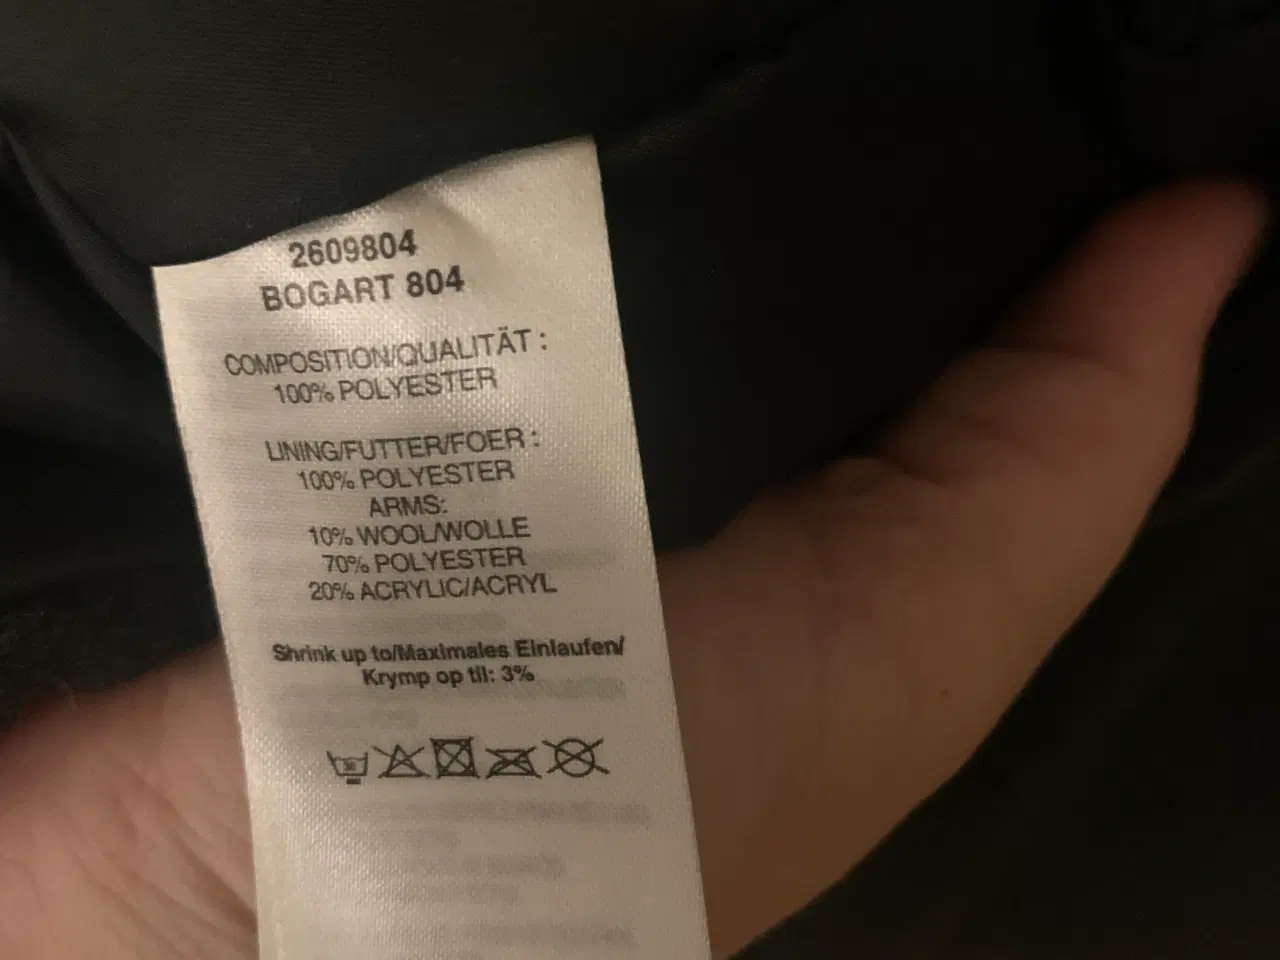 2609804
BOGART 804
COMPOSITION/QUALITÄT :
100% POLYESTER
LINING/FUTTER/FOER :
100% POLYESTER
ARMS:
10% WOOL/WOLLE
70% POLYESTER
20% ACRYLIC/ACRYL
Shrink up to/Maximales Einlaufen/
Krymp op til: 3%